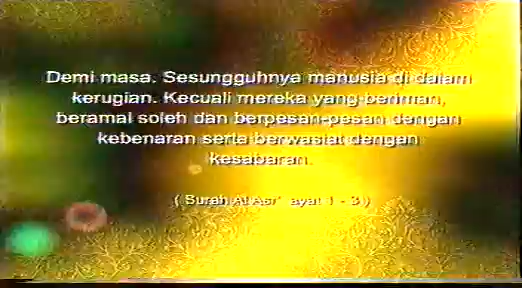 Demi masa. Sesungguhnya manusia di dalam
kerugian. Kecuali mereka yang beriman,
beramal soleh dan berpesan-pesan dengan
kebenaran serta berwasiat dengan
kesabaran.
( Surah Al Asr' ayat 1 - 3 )